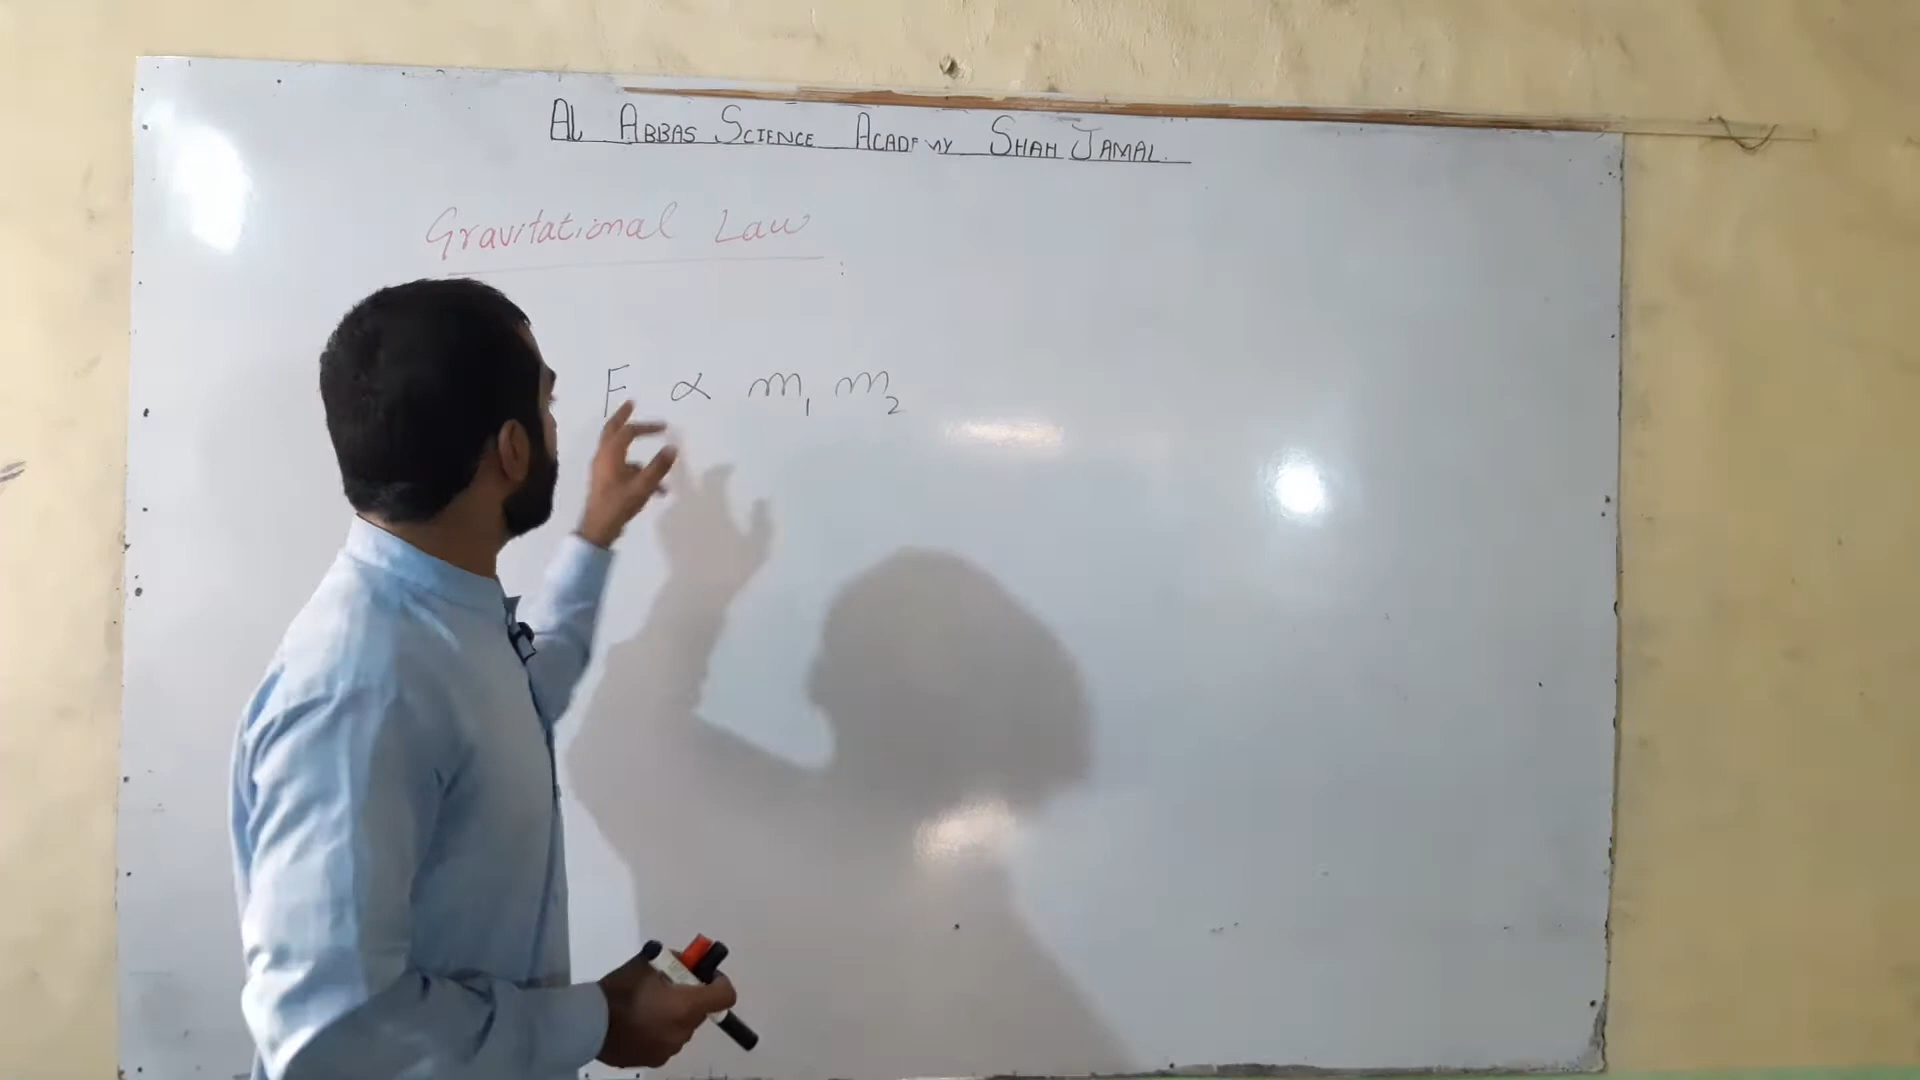 AL ABBAS SCIENCE ACADEMY SHAH JAMAL.
Gravitational Law
F ∝ m₁ m₂